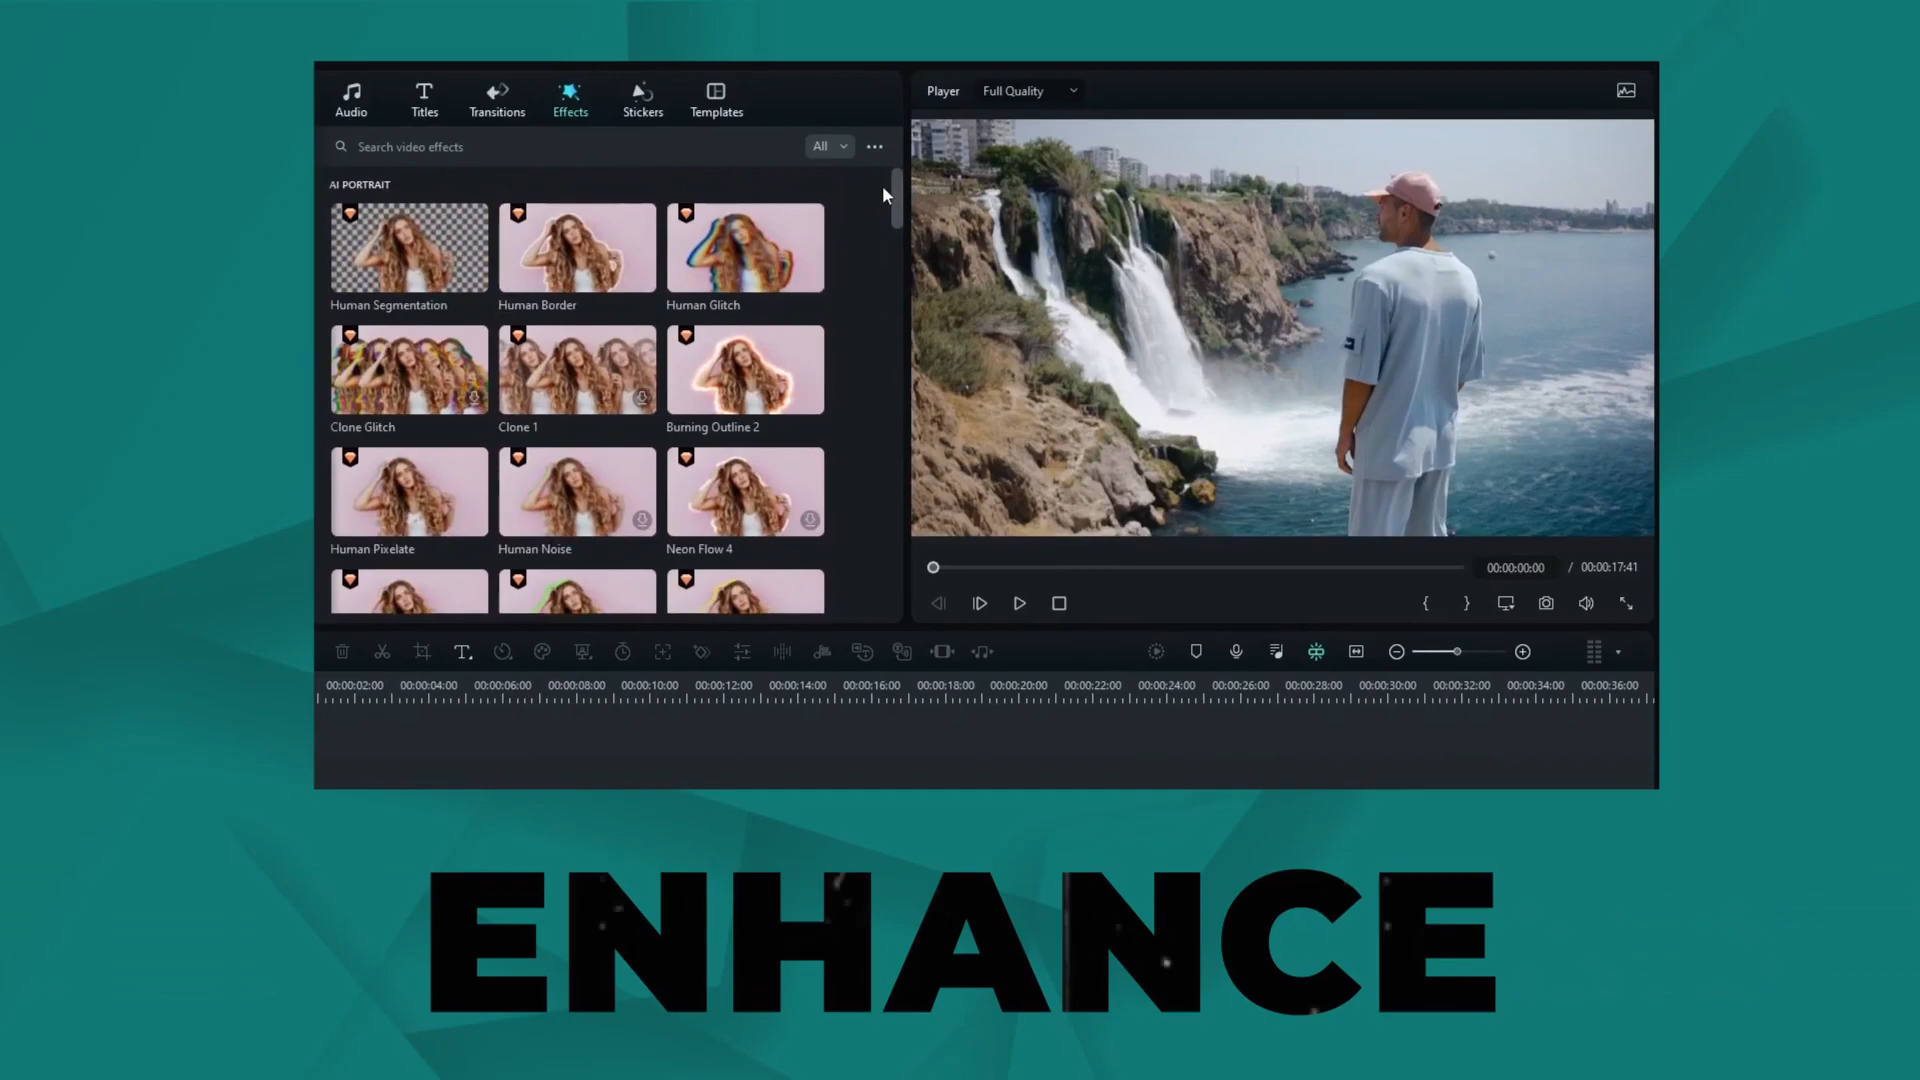 Audio
Titles
Transitions
Effects
Stickers
Templates
Player
Full Quality
Search video effects
All
AI PORTRAIT
Human Segmentation
Human Border
Human Glitch
Clone Glitch
Clone 1
Burning Outline 2
Human Pixelate
Human Noise
Neon Flow 4
00:00:00:00 / 00:00:17:41
00:00:02:00 00:00:04:00 00:00:06:00 00:00:08:00 00:00:10:00 00:00:12:00 00:00:14:00 00:00:16:00 00:00:18:00 00:00:20:00 00:00:22:00 00:00:24:00 00:00:26:00 00:00:28:00 00:00:30:00 00:00:32:00 00:00:34:00 00:00:36:00
ENHANCE